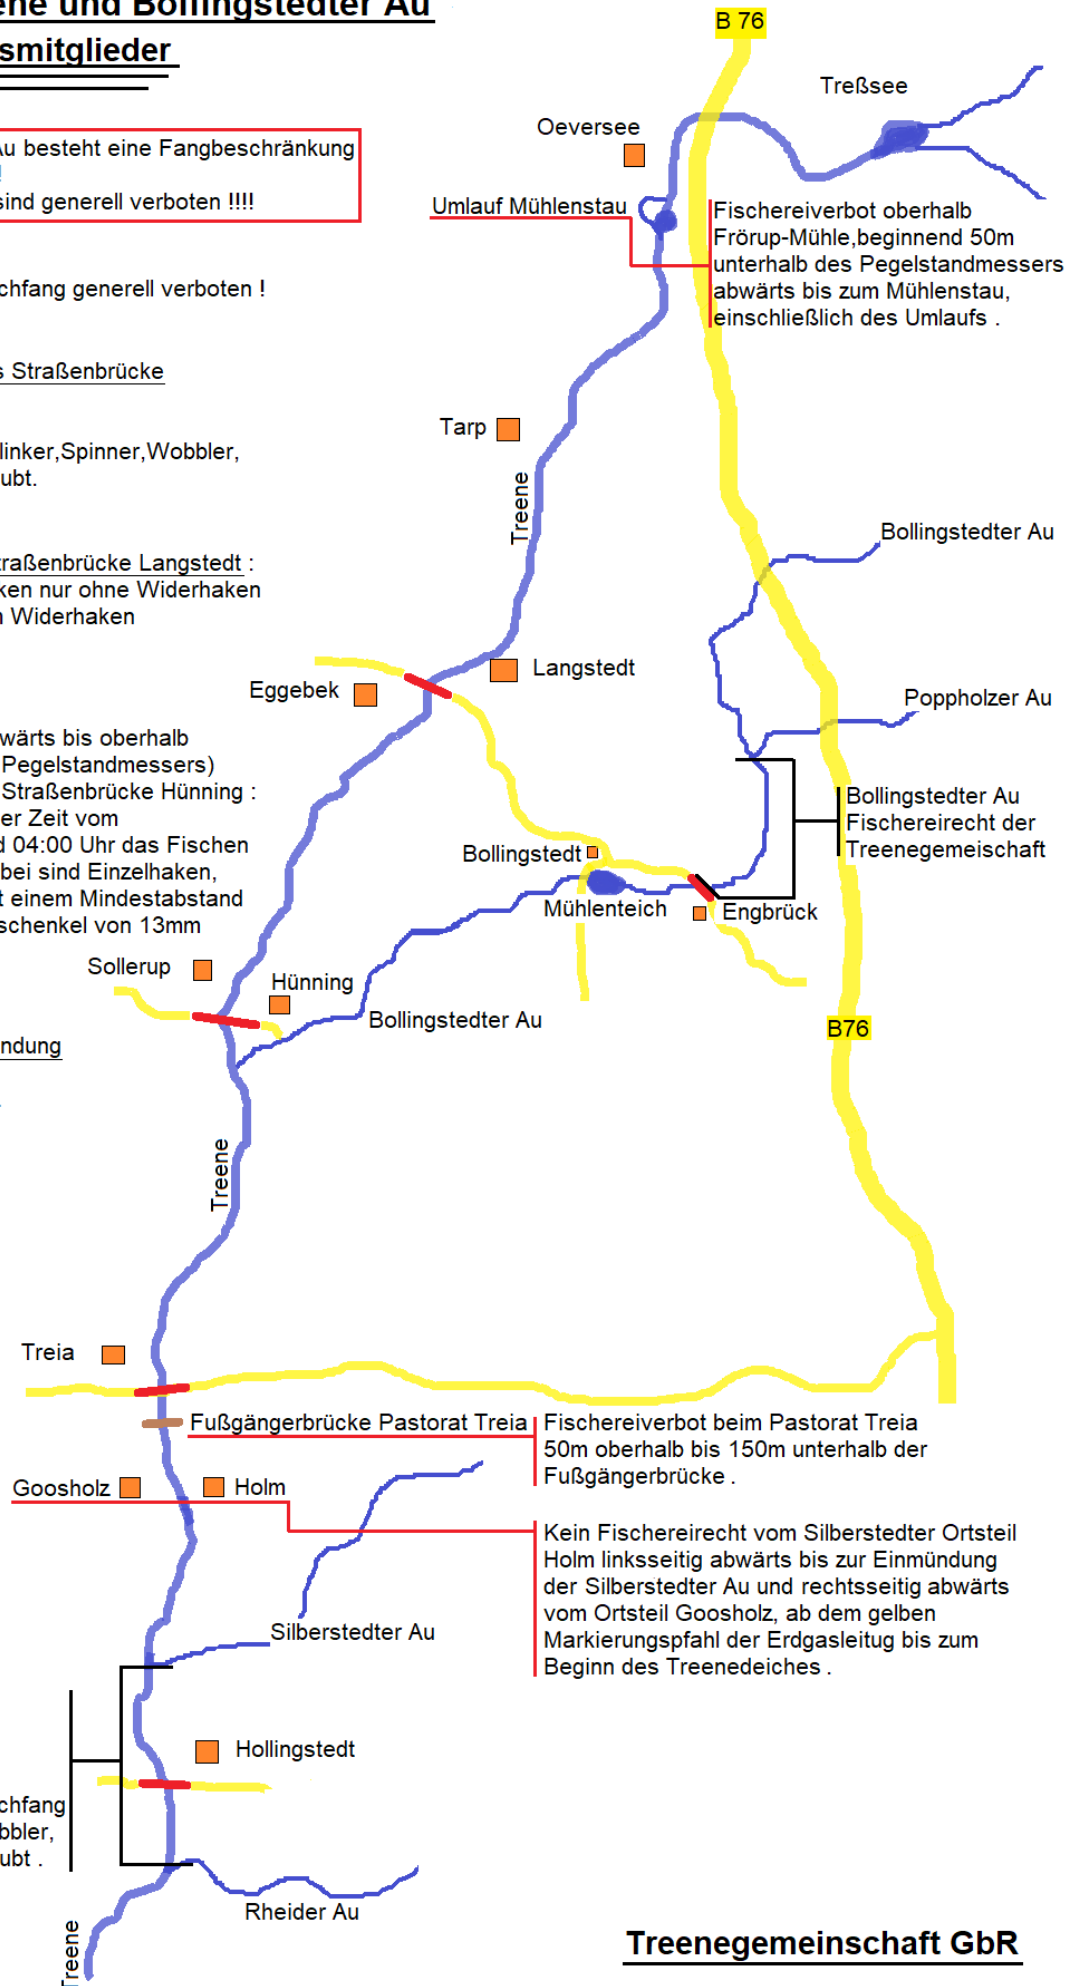 ene und Bollingstedter Au
smitglieder
B 76
Treßsee
Oeversee
Au besteht eine Fangbeschränkung
!
sind generell verboten !!!!
Umlauf Mühlenstau
Fischereiverbot oberhalb
Frörup-Mühle,beginnend 50m
unterhalb des Pegelstandmessers
abwärts bis zum Mühlenstau,
einschließlich des Umlaufs .
chfang generell verboten !
s Straßenbrücke
Tarp
linker,Spinner,Wobbler,
ubt.
Treene
Bollingstedter Au
traßenbrücke Langstedt :
ken nur ohne Widerhaken
n Widerhaken
Langstedt
Eggebek
Poppholzer Au
wärts bis oberhalb
Pegelstandmessers)
Straßenbrücke Hünning :
er Zeit vom
d 04:00 Uhr das Fischen
bei sind Einzelhaken,
t einem Mindestabstand
schenkel von 13mm
Bollingstedter Au
Fischereirecht der
Treenegemeischaft
Bollingstedt
Mühlenteich
Engbrück
Sollerup
Hünning
Bollingstedter Au
B76
ndung
Treene
Treia
Fußgängerbrücke Pastorat Treia
Fischereiverbot beim Pastorat Treia
50m oberhalb bis 150m unterhalb der
Fußgängerbrücke .
Goosholz
Holm
Kein Fischereirecht vom Silberstedter Ortsteil
Holm linksseitig abwärts bis zur Einmündung
der Silberstedter Au und rechtsseitig abwärts
vom Ortsteil Goosholz, ab dem gelben
Markierungspfahl der Erdgasleitug bis zum
Beginn des Treenedeiches .
Silberstedter Au
Hollingstedt
chfang
bbler,
ubt .
Rheider Au
Treene
Treenegemeinschaft GbR